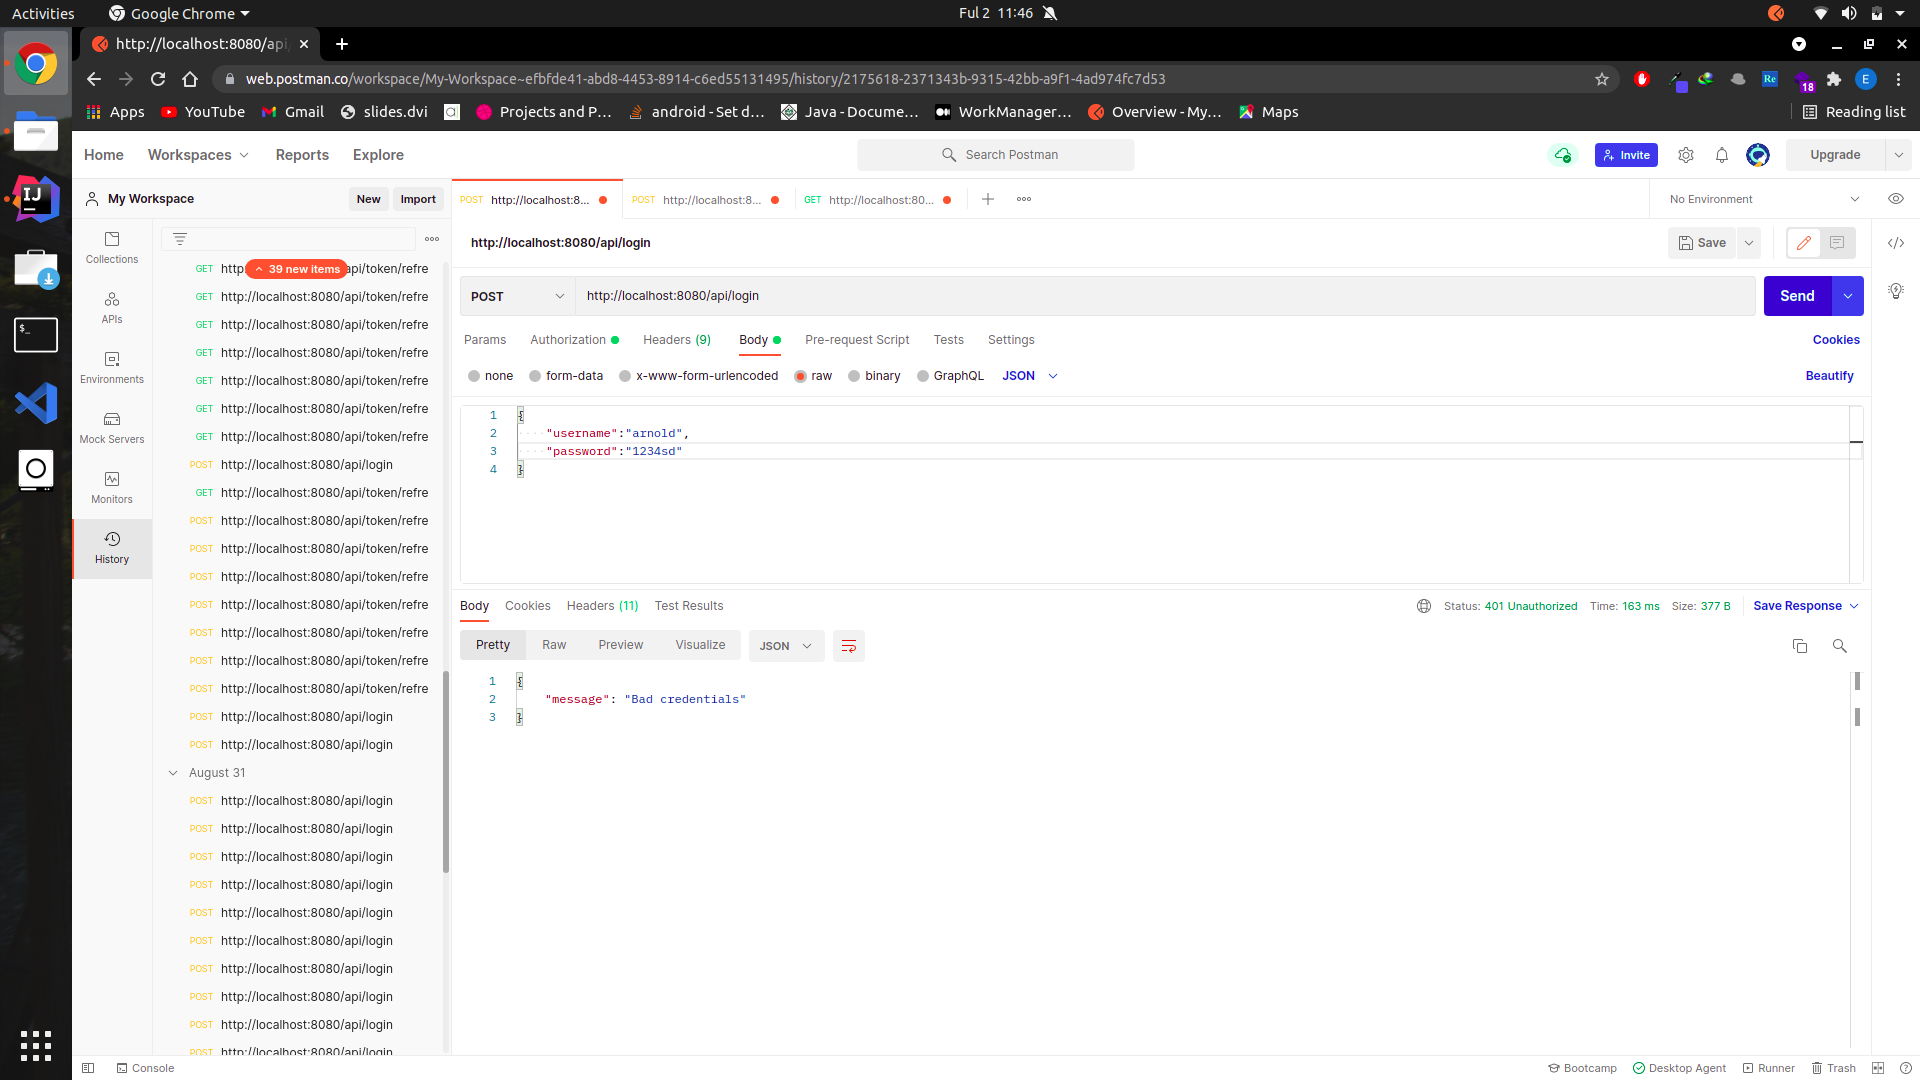 Activities
Google Chrome
Ful 2 11:46
http://localhost:8080/api
web.postman.co/workspace/My-Workspace~efbfde41-abd8-4453-8914-c6ed55131495/history/2175618-2371343b-9315-42bb-a9f1-4ad974fc7d53
Re
18
E
Apps
YouTube
Gmail
slides.dvi
Projects and P...
android - Set d...
Java - Docume...
WorkManager...
Overview - My...
Maps
Reading list
Home
Workspaces
Reports
Explore
Search Postman
Invite
Upgrade
My Workspace
New
Import
POST http://localhost:8...
POST http://localhost:8...
GET http://localhost:80...
No Environment
Collections
APIs
Environments
Mock Servers
Monitors
History
39 new items
GET http: api/token/refre
GET http://localhost:8080/api/token/refre
GET http://localhost:8080/api/token/refre
GET http://localhost:8080/api/token/refre
GET http://localhost:8080/api/token/refre
GET http://localhost:8080/api/token/refre
GET http://localhost:8080/api/token/refre
POST http://localhost:8080/api/login
GET http://localhost:8080/api/token/refre
POST http://localhost:8080/api/token/refre
POST http://localhost:8080/api/token/refre
POST http://localhost:8080/api/token/refre
POST http://localhost:8080/api/token/refre
POST http://localhost:8080/api/token/refre
POST http://localhost:8080/api/token/refre
POST http://localhost:8080/api/token/refre
POST http://localhost:8080/api/login
POST http://localhost:8080/api/login
August 31
POST http://localhost:8080/api/login
POST http://localhost:8080/api/login
POST http://localhost:8080/api/login
POST http://localhost:8080/api/login
POST http://localhost:8080/api/login
POST http://localhost:8080/api/login
POST http://localhost:8080/api/login
POST http://localhost:8080/api/login
POST http://localhost:8080/api/login
POST http://localhost:8080/api/login
http://localhost:8080/api/login
Save
POST
http://localhost:8080/api/login
Send
Params
Authorization
Headers (9)
Body
Pre-request Script
Tests
Settings
Cookies
none
form-data
x-www-form-urlencoded
raw
binary
GraphQL
JSON
Beautify
1 {
2 "username":"arnold",
3 "password":"1234sd"
4 }
Body
Cookies
Headers (11)
Test Results
Status: 401 Unauthorized
Time: 163 ms
Size: 377 B
Save Response
Pretty
Raw
Preview
Visualize
JSON
1 {
2 "message": "Bad credentials"
3 }
Console
Bootcamp
Desktop Agent
Runner
Trash